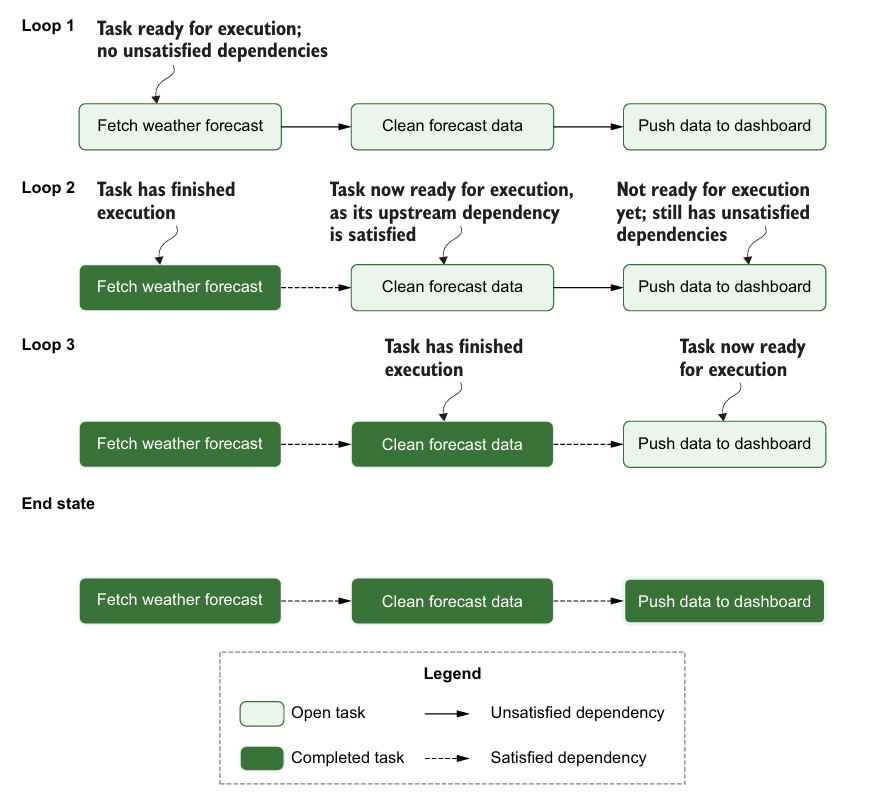 Loop 1
Task ready for execution;
no unsatisfied dependencies
Fetch weather forecast
Clean forecast data
Push data to dashboard
Loop 2
Task has finished
execution
Task now ready for execution,
as its upstream dependency
is satisfied
Not ready for execution
yet; still has unsatisfied
dependencies
Fetch weather forecast
Clean forecast data
Push data to dashboard
Loop 3
Task has finished
execution
Task now ready
for execution
Fetch weather forecast
Clean forecast data
Push data to dashboard
End state
Fetch weather forecast
Clean forecast data
Push data to dashboard
Legend
Open task
Unsatisfied dependency
Completed task
Satisfied dependency